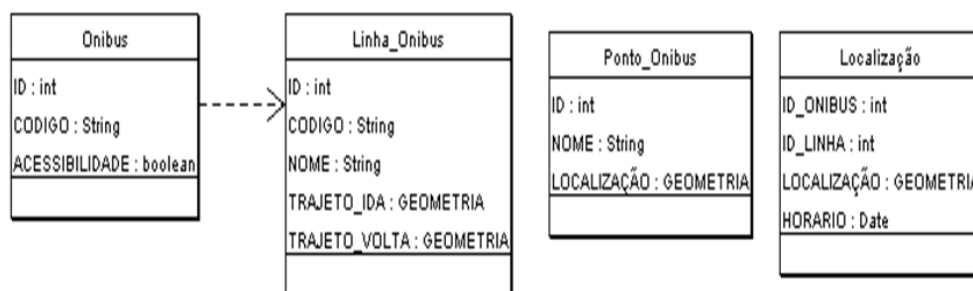 Onibus
ID : int
CODIGO : String
ACESSIBILIDADE : boolean
Linha_Onibus
ID : int
CODIGO : String
NOME : String
TRAJETO_IDA : GEOMETRIA
TRAJETO_VOLTA : GEOMETRIA
Ponto_Onibus
ID : int
NOME : String
LOCALIZAÇÃO : GEOMETRIA
Localização
ID_ONIBUS : int
ID_LINHA : int
LOCALIZAÇÃO : GEOMETRIA
HORARIO : Date